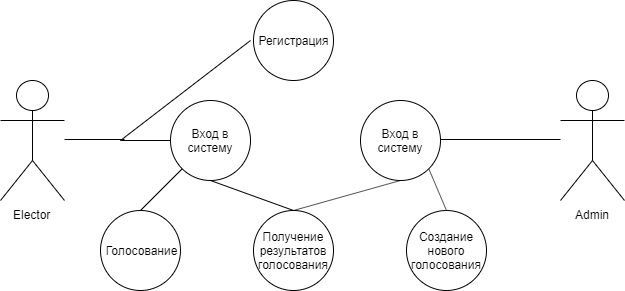 Регистрация
Вход в
систему
Вход в
систему
Elector
Admin
Голосование
Получение
результатов
голосования
Создание
нового
голосования